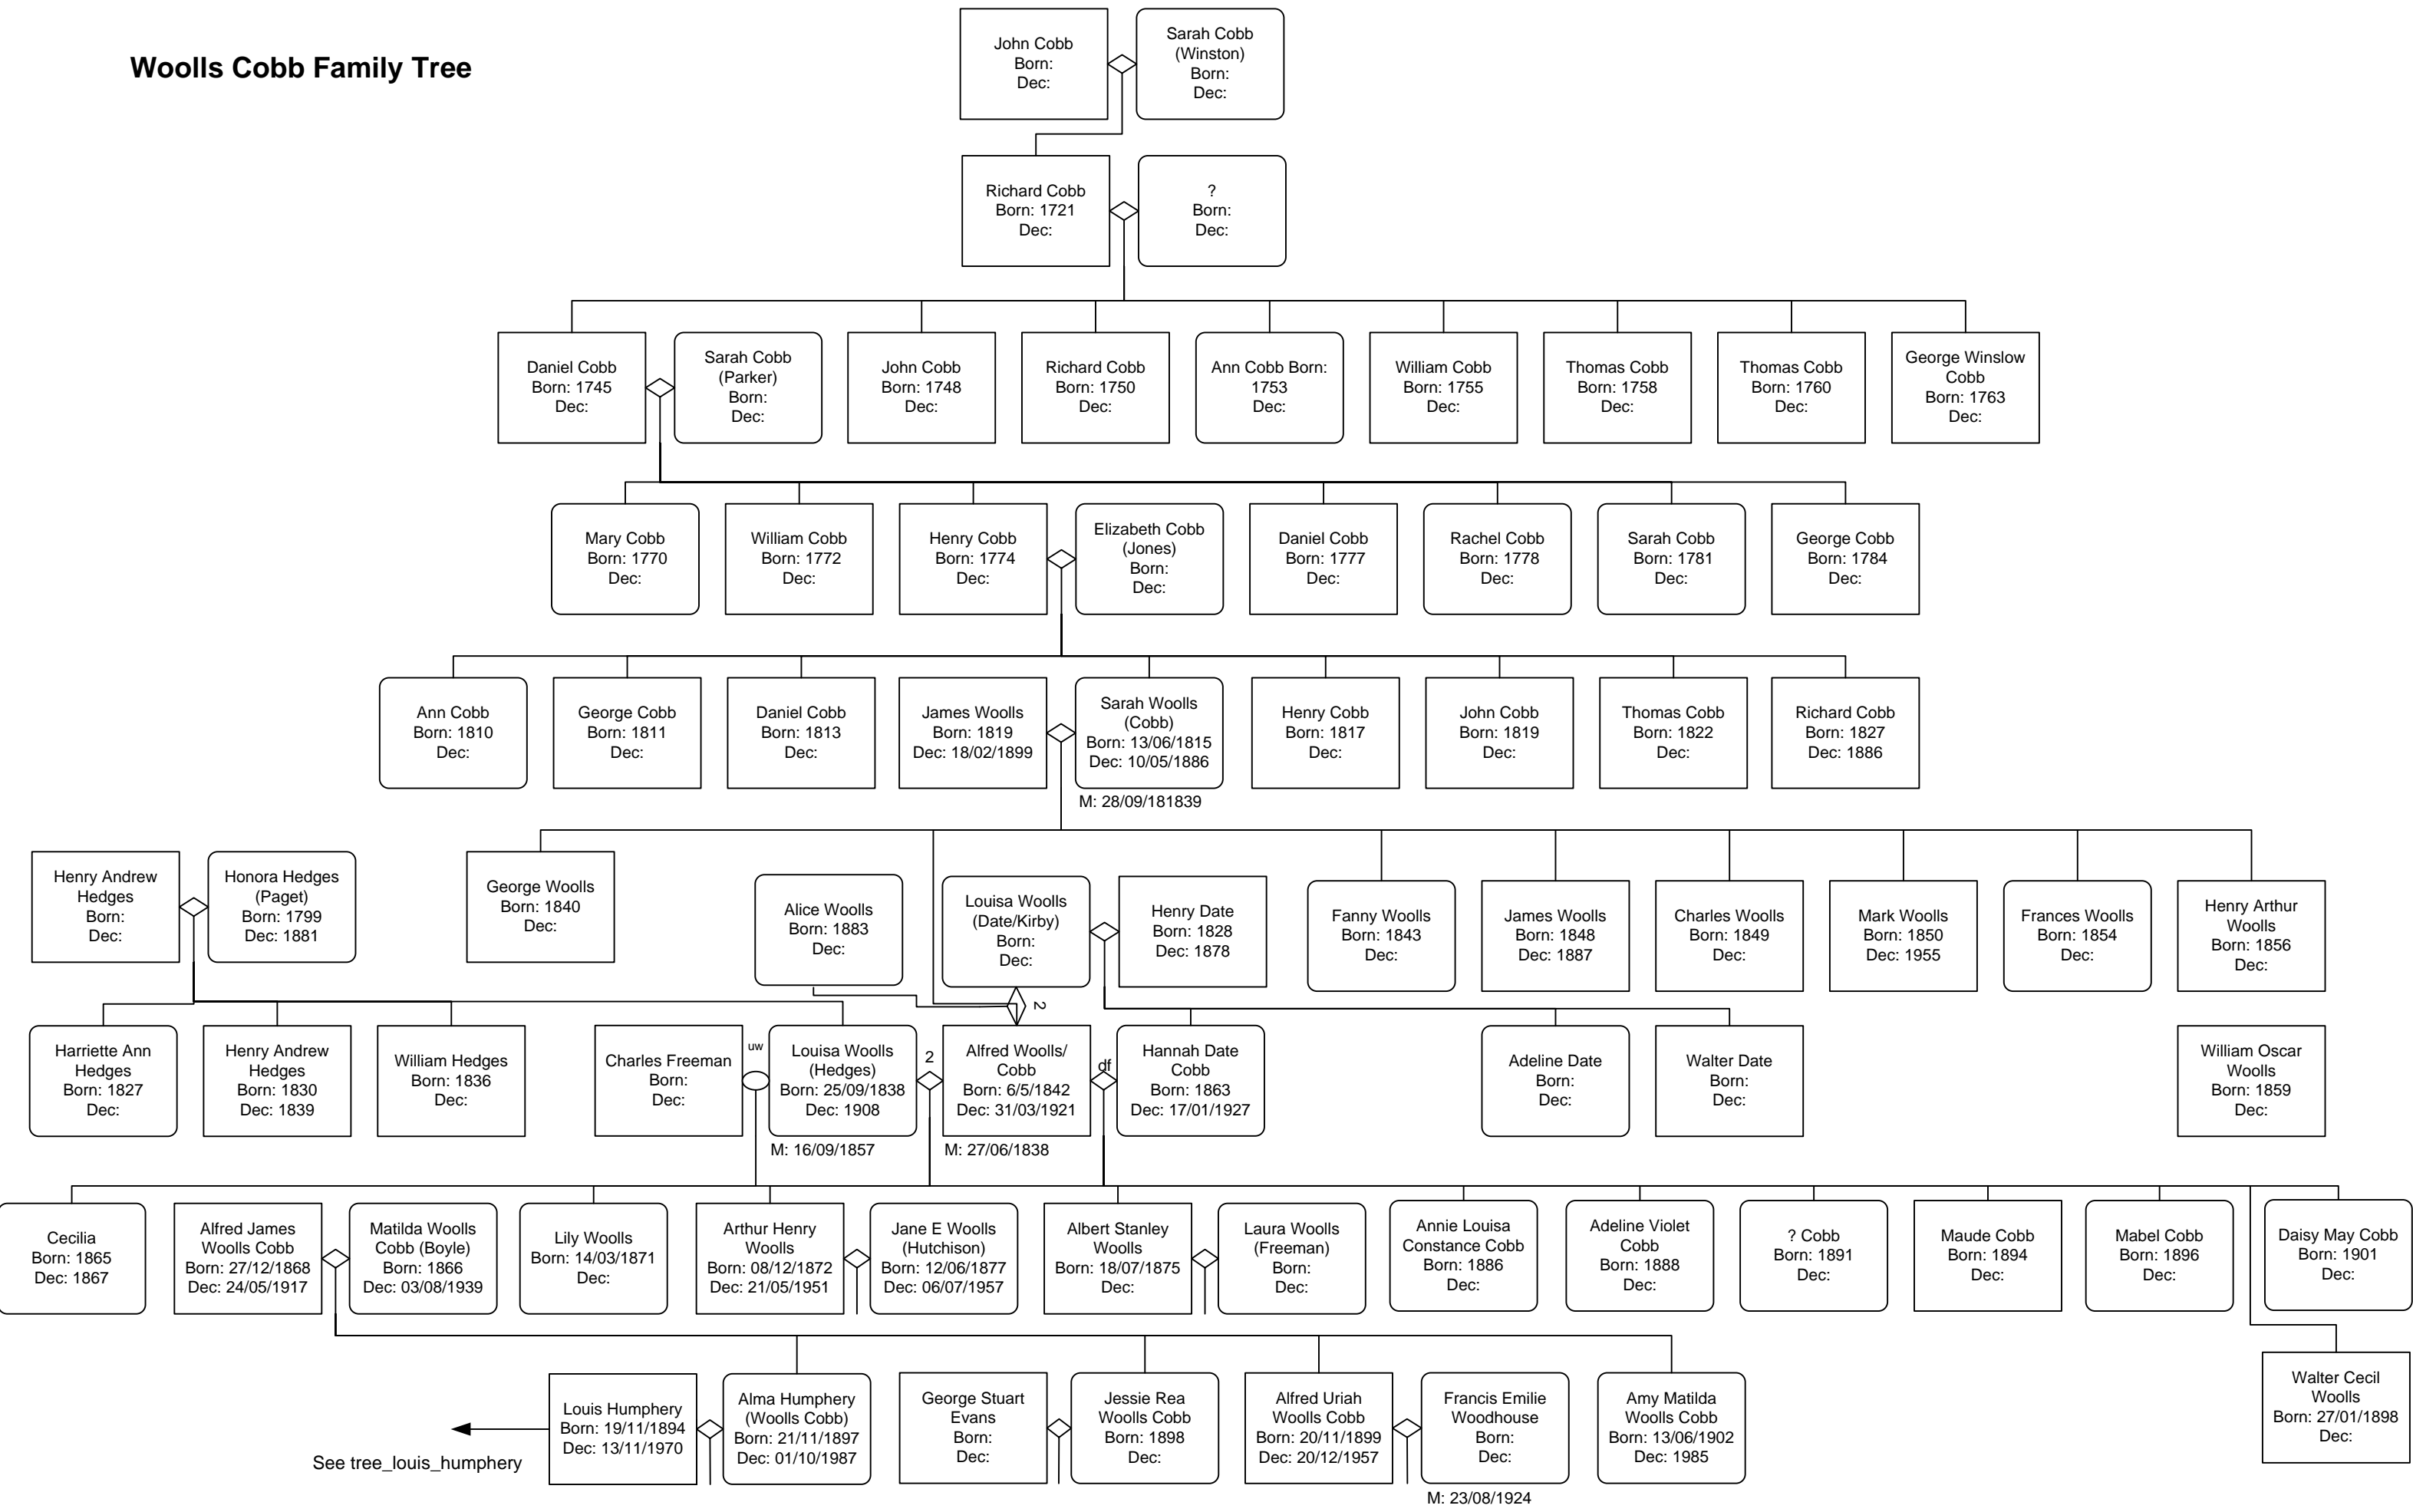 Woolls Cobb Family Tree
John Cobb
Born:
Dec:
Sarah Cobb
(Winston)
Born:
Dec:
Richard Cobb
Born: 1721
Dec:
?
Born:
Dec:
Daniel Cobb
Born: 1745
Dec:
Sarah Cobb
(Parker)
Born:
Dec:
John Cobb
Born: 1748
Dec:
Richard Cobb
Born: 1750
Dec:
Ann Cobb Born:
1753
Dec:
William Cobb
Born: 1755
Dec:
Thomas Cobb
Born: 1758
Dec:
Thomas Cobb
Born: 1760
Dec:
George Winslow
Cobb
Born: 1763
Dec:
Mary Cobb
Born: 1770
Dec:
William Cobb
Born: 1772
Dec:
Henry Cobb
Born: 1774
Dec:
Elizabeth Cobb
(Jones)
Born:
Dec:
Daniel Cobb
Born: 1777
Dec:
Rachel Cobb
Born: 1778
Dec:
Sarah Cobb
Born: 1781
Dec:
George Cobb
Born: 1784
Dec:
Ann Cobb
Born: 1810
Dec:
George Cobb
Born: 1811
Dec:
Daniel Cobb
Born: 1813
Dec:
James Woolls
Born: 1819
Dec: 18/02/1899
Sarah Woolls
(Cobb)
Born: 13/06/1815
Dec: 10/05/1886
M: 28/09/181839
Henry Cobb
Born: 1817
Dec:
John Cobb
Born: 1819
Dec:
Thomas Cobb
Born: 1822
Dec:
Richard Cobb
Born: 1827
Dec: 1886
Henry Andrew
Hedges
Born:
Dec:
Honora Hedges
(Paget)
Born: 1799
Dec: 1881
George Woolls
Born: 1840
Dec:
Alice Woolls
Born: 1883
Dec:
Louisa Woolls
(Date/Kirby)
Born:
Dec:
2
Henry Date
Born: 1828
Dec: 1878
Fanny Woolls
Born: 1843
Dec:
James Woolls
Born: 1848
Dec: 1887
Charles Woolls
Born: 1849
Dec:
Mark Woolls
Born: 1850
Dec: 1955
Frances Woolls
Born: 1854
Dec:
Henry Arthur
Woolls
Born: 1856
Dec:
Harriette Ann
Hedges
Born: 1827
Dec:
Henry Andrew
Hedges
Born: 1830
Dec: 1839
William Hedges
Born: 1836
Dec:
Charles Freeman
Born:
Dec:
uw
Louisa Woolls
(Hedges)
Born: 25/09/1838
Dec: 1908
M: 16/09/1857
2
Alfred Woolls/
Cobb
Born: 6/5/1842
Dec: 31/03/1921
M: 27/06/1838
df
Hannah Date
Cobb
Born: 1863
Dec: 17/01/1927
Adeline Date
Born:
Dec:
Walter Date
Born:
Dec:
William Oscar
Woolls
Born: 1859
Dec:
Cecilia
Born: 1865
Dec: 1867
Alfred James
Woolls Cobb
Born: 27/12/1868
Dec: 24/05/1917
Matilda Woolls
Cobb (Boyle)
Born: 1866
Dec: 03/08/1939
Lily Woolls
Born: 14/03/1871
Dec:
Arthur Henry
Woolls
Born: 08/12/1872
Dec: 21/05/1951
Jane E Woolls
(Hutchison)
Born: 12/06/1877
Dec: 06/07/1957
Albert Stanley
Woolls
Born: 18/07/1875
Dec:
Laura Woolls
(Freeman)
Born:
Dec:
Annie Louisa
Constance Cobb
Born: 1886
Dec:
Adeline Violet
Cobb
Born: 1888
Dec:
? Cobb
Born: 1891
Dec:
Maude Cobb
Born: 1894
Dec:
Mabel Cobb
Born: 1896
Dec:
Daisy May Cobb
Born: 1901
Dec:
See tree_louis_humphery
Louis Humphery
Born: 19/11/1894
Dec: 13/11/1970
Alma Humphery
(Woolls Cobb)
Born: 21/11/1897
Dec: 01/10/1987
George Stuart
Evans
Born:
Dec:
Jessie Rea
Woolls Cobb
Born: 1898
Dec:
Alfred Uriah
Woolls Cobb
Born: 20/11/1899
Dec: 20/12/1957
Francis Emilie
Woodhouse
Born:
Dec:
M: 23/08/1924
Amy Matilda
Woolls Cobb
Born: 13/06/1902
Dec: 1985
Walter Cecil
Woolls
Born: 27/01/1898
Dec: